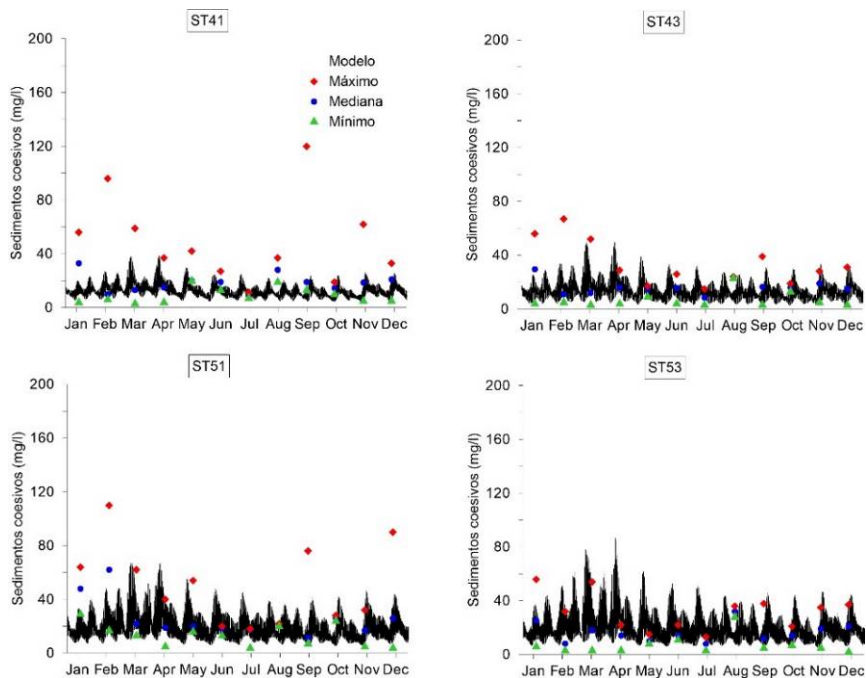 ST41
Sedimentos coesivos (mg/l)
200
160
120
80
40
0
Modelo
Máximo
Mediana
Mínimo
Jan Feb Mar Apr May Jun Jul Aug Sep Oct Nov Dec
ST43
Sedimentos coesivos (mg/l)
200
160
120
80
40
0
Jan Feb Mar Apr May Jun Jul Aug Sep Oct Nov Dec
ST51
Sedimentos coesivos (mg/l)
200
160
120
80
40
0
Jan Feb Mar Apr May Jun Jul Aug Sep Oct Nov Dec
ST53
Sedimentos coesivos (mg/l)
200
160
120
80
40
0
Jan Feb Mar Apr May Jun Jul Aug Sep Oct Nov Dec